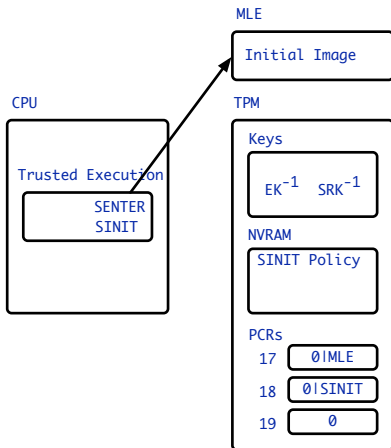 MLE
Initial Image
CPU
Trusted Execution
SENTER
SINIT
TPM
Keys
EK⁻¹ SRK⁻¹
NVRAM
SINIT Policy
PCRs
17 0|MLE
18 0|SINIT
19 0